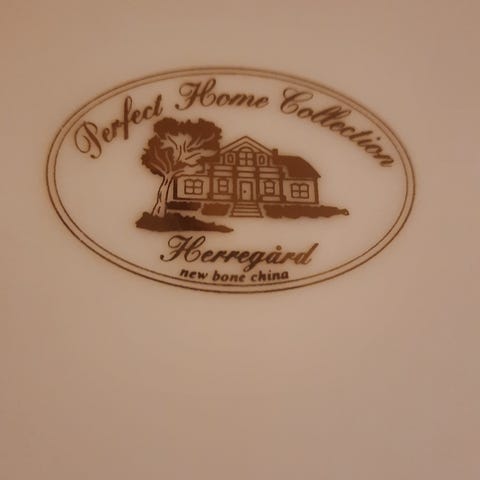 Perfect Home Collection
Herregård
new bone china